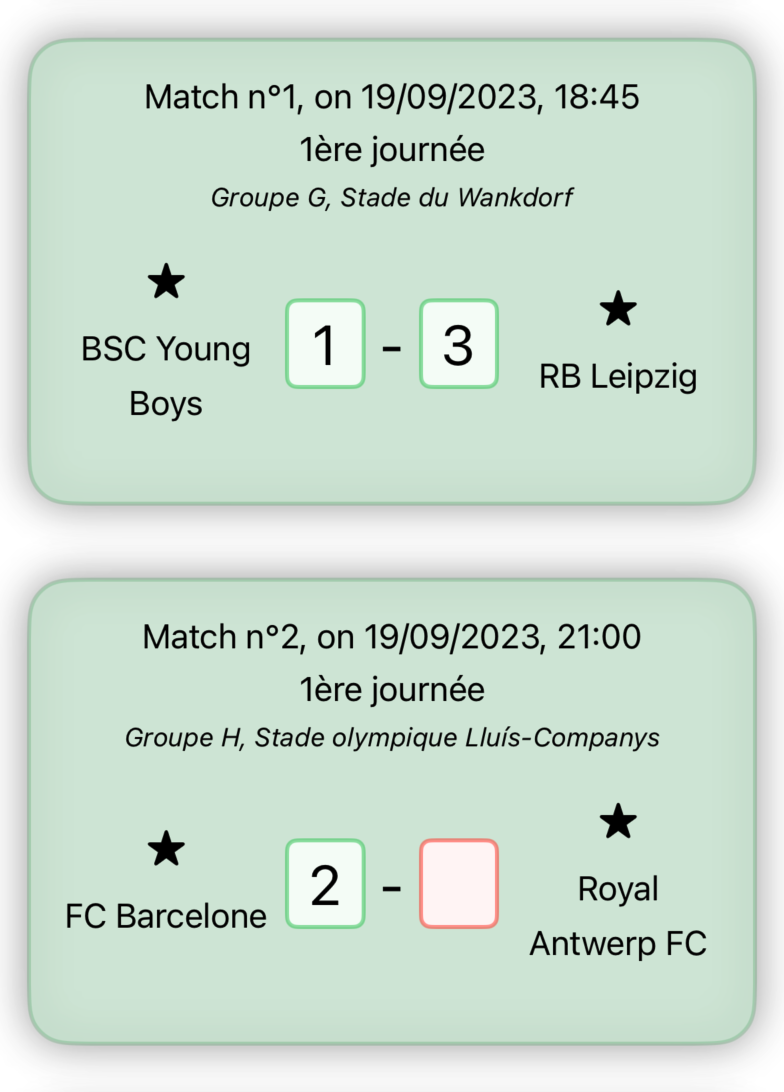 Match n°1, on 19/09/2023, 18:45
1ère journée
Groupe G, Stade du Wankdorf
BSC Young
Boys
1 - 3
RB Leipzig
Match n°2, on 19/09/2023, 21:00
1ère journée
Groupe H, Stade olympique Lluís-Companys
FC Barcelone
2 -
Royal
Antwerp FC